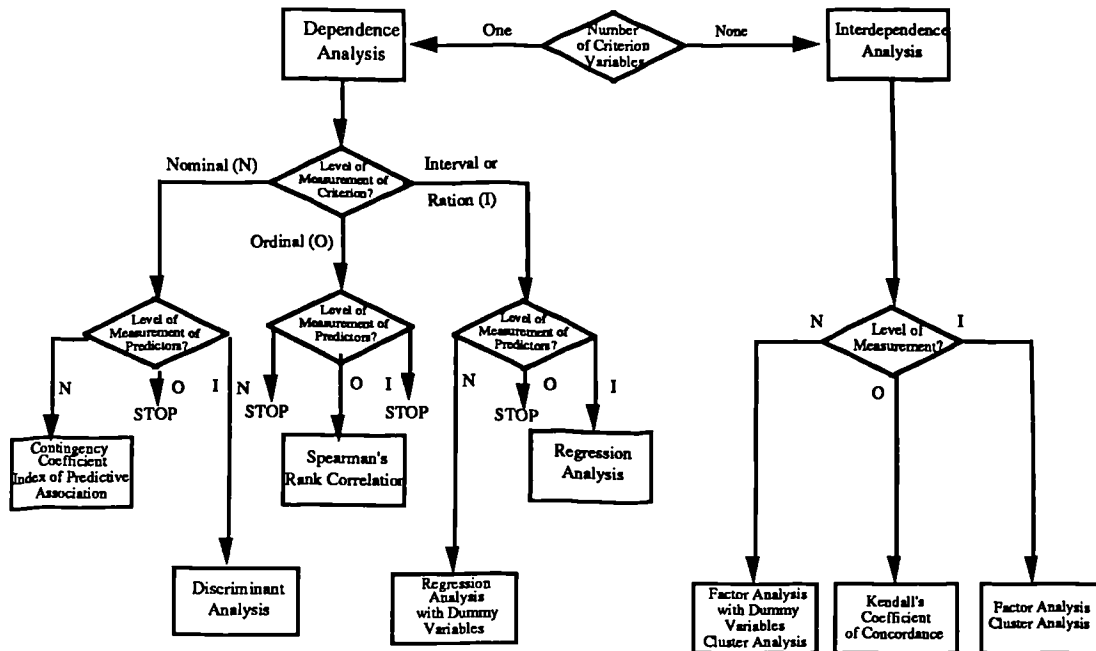 Dependence
Analysis
One
Number
of Criterion
Variables
None
Interdependence
Analysis
Nominal (N)
Level of
Measurement of
Criterion?
Interval or
Ration (I)
Ordinal (O)
Level of
Measurement of
Predictors?
Level of
Measurement of
Predictors?
Level of
Measurement of
Predictors?
N
Level of
Measurement?
I
O
N
O
I
N
O
I
N
O
I
STOP
STOP
STOP
STOP
Contingency
Coefficient
Index of Predictive
Association
Spearman's
Rank Correlation
Regression
Analysis
Discriminant
Analysis
Regression
Analysis
with Dummy
Variables
Factor Analysis
with Dummy
Variables
Cluster Analysis
Kendall's
Coefficient
of Concordance
Factor Analysis
Cluster Analysis